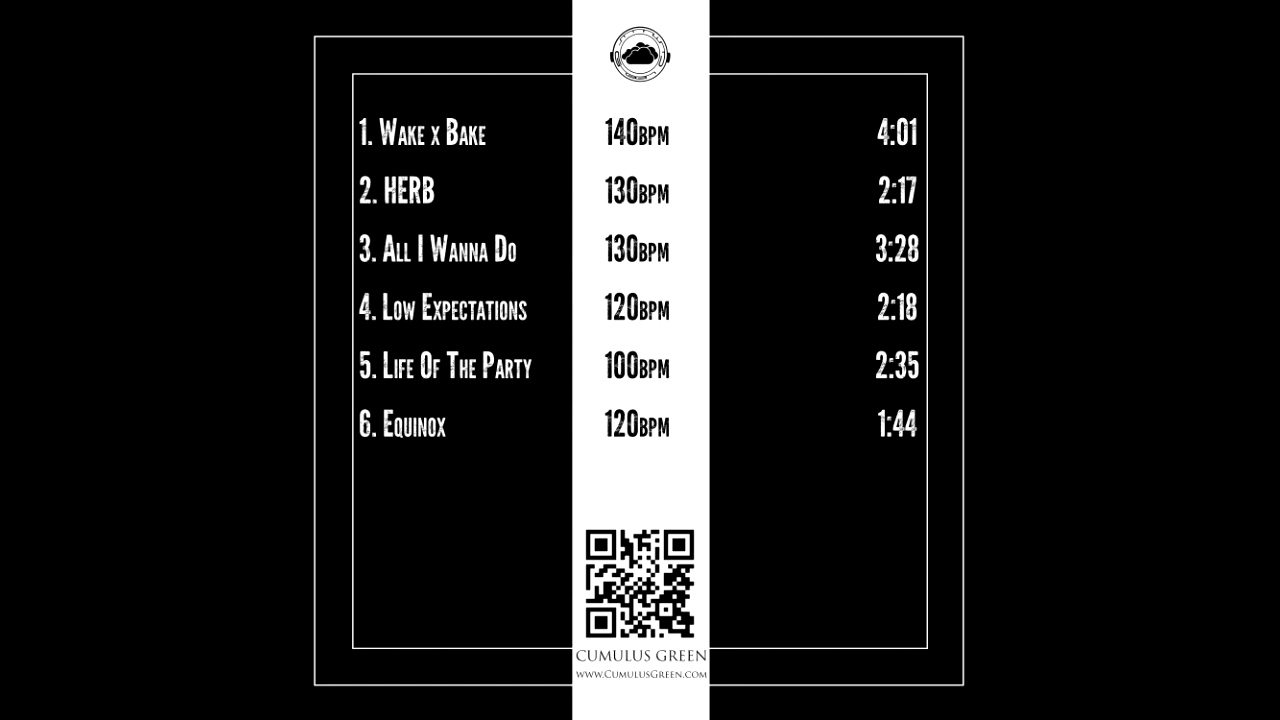 1. Wake x Bake 140BPM 4:01
2. HERB 130BPM 2:17
3. All I Wanna Do 130BPM 3:28
4. Low Expectations 120BPM 2:18
5. Life Of The Party 100BPM 2:35
6. Equinox 120BPM 1:44
CUMULUS GREEN
www.CumulusGreen.com